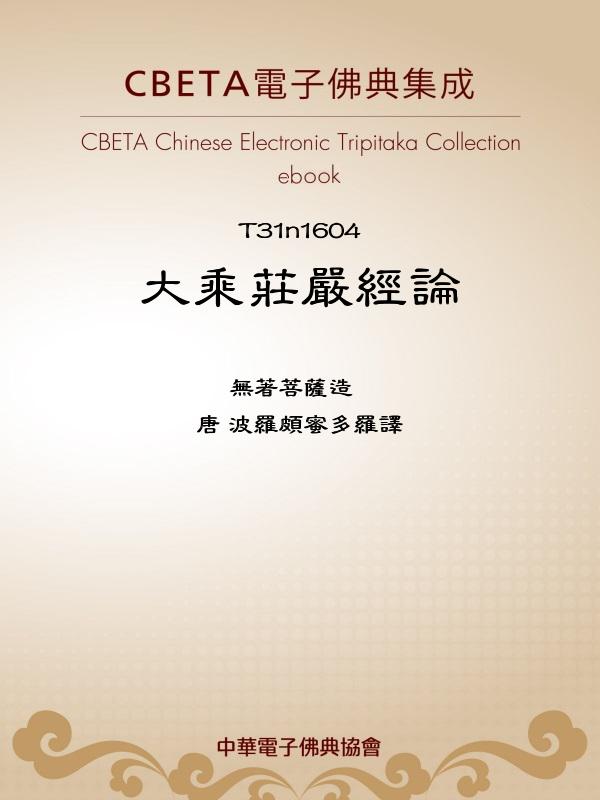 CBETA電子佛典集成
CBETA Chinese Electronic Tripitaka Collection
ebook
T31n1604
大乘莊嚴經論
無著菩薩造
唐 波羅頗蜜多羅譯
中華電子佛典協會